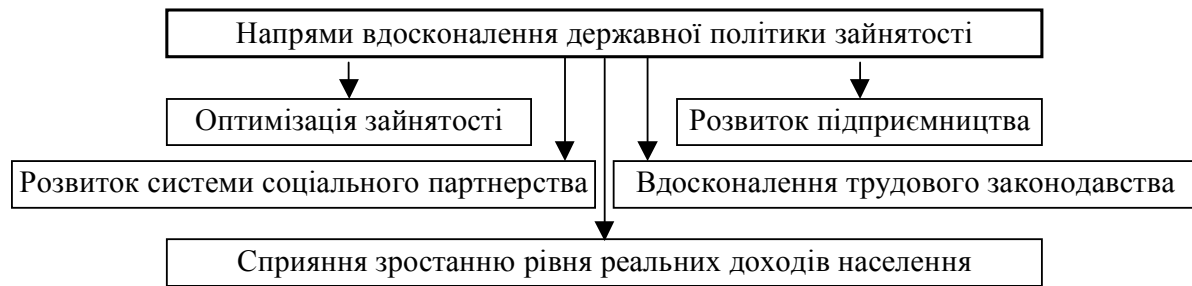 Напрями вдосконалення державної політики зайнятості
Оптимізація зайнятості
Розвиток підприємництва
Розвиток системи соціального партнерства
Вдосконалення трудового законодавства
Сприяння зростанню рівня реальних доходів населення